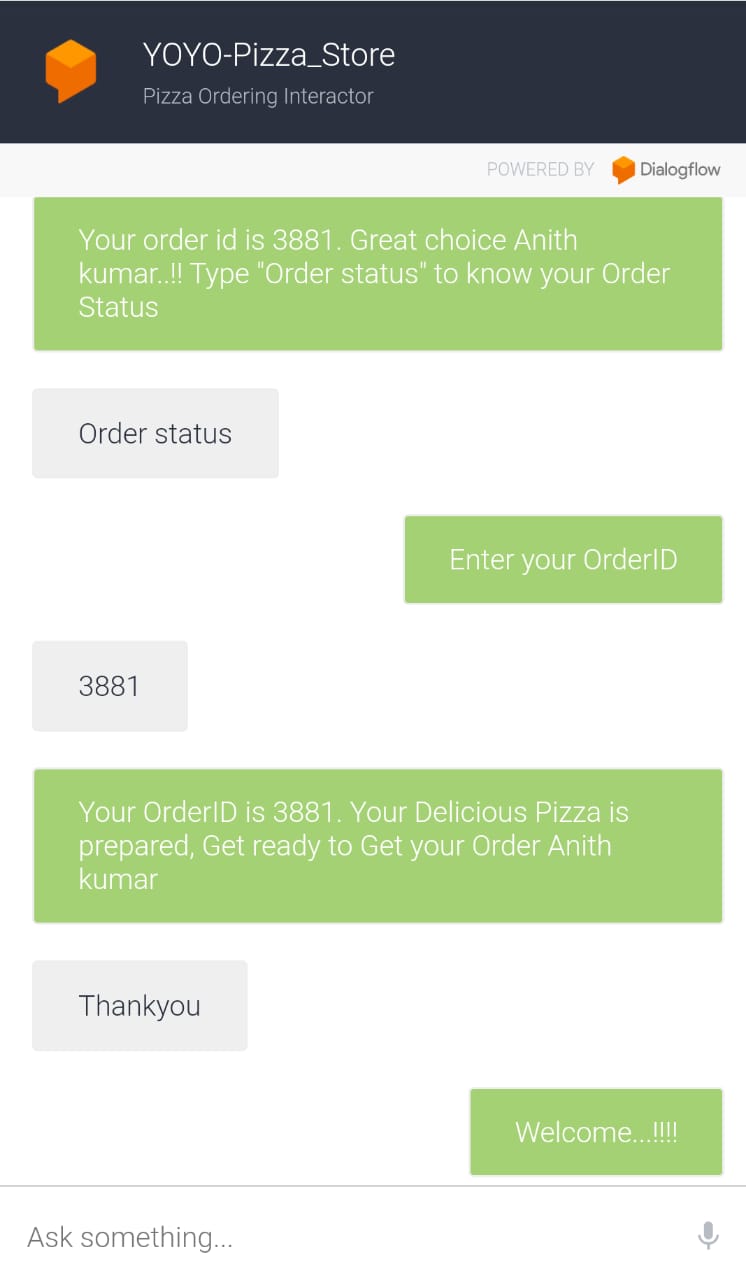 YOYO-Pizza_Store
Pizza Ordering Interactor
POWERED BY Dialogflow
Your order id is 3881. Great choice Anith
kumar..!! Type "Order status" to know your Order
Status
Order status
Enter your OrderID
3881
Your OrderID is 3881. Your Delicious Pizza is
prepared, Get ready to Get your Order Anith
kumar
Thankyou
Welcome...!!!!
Ask something...